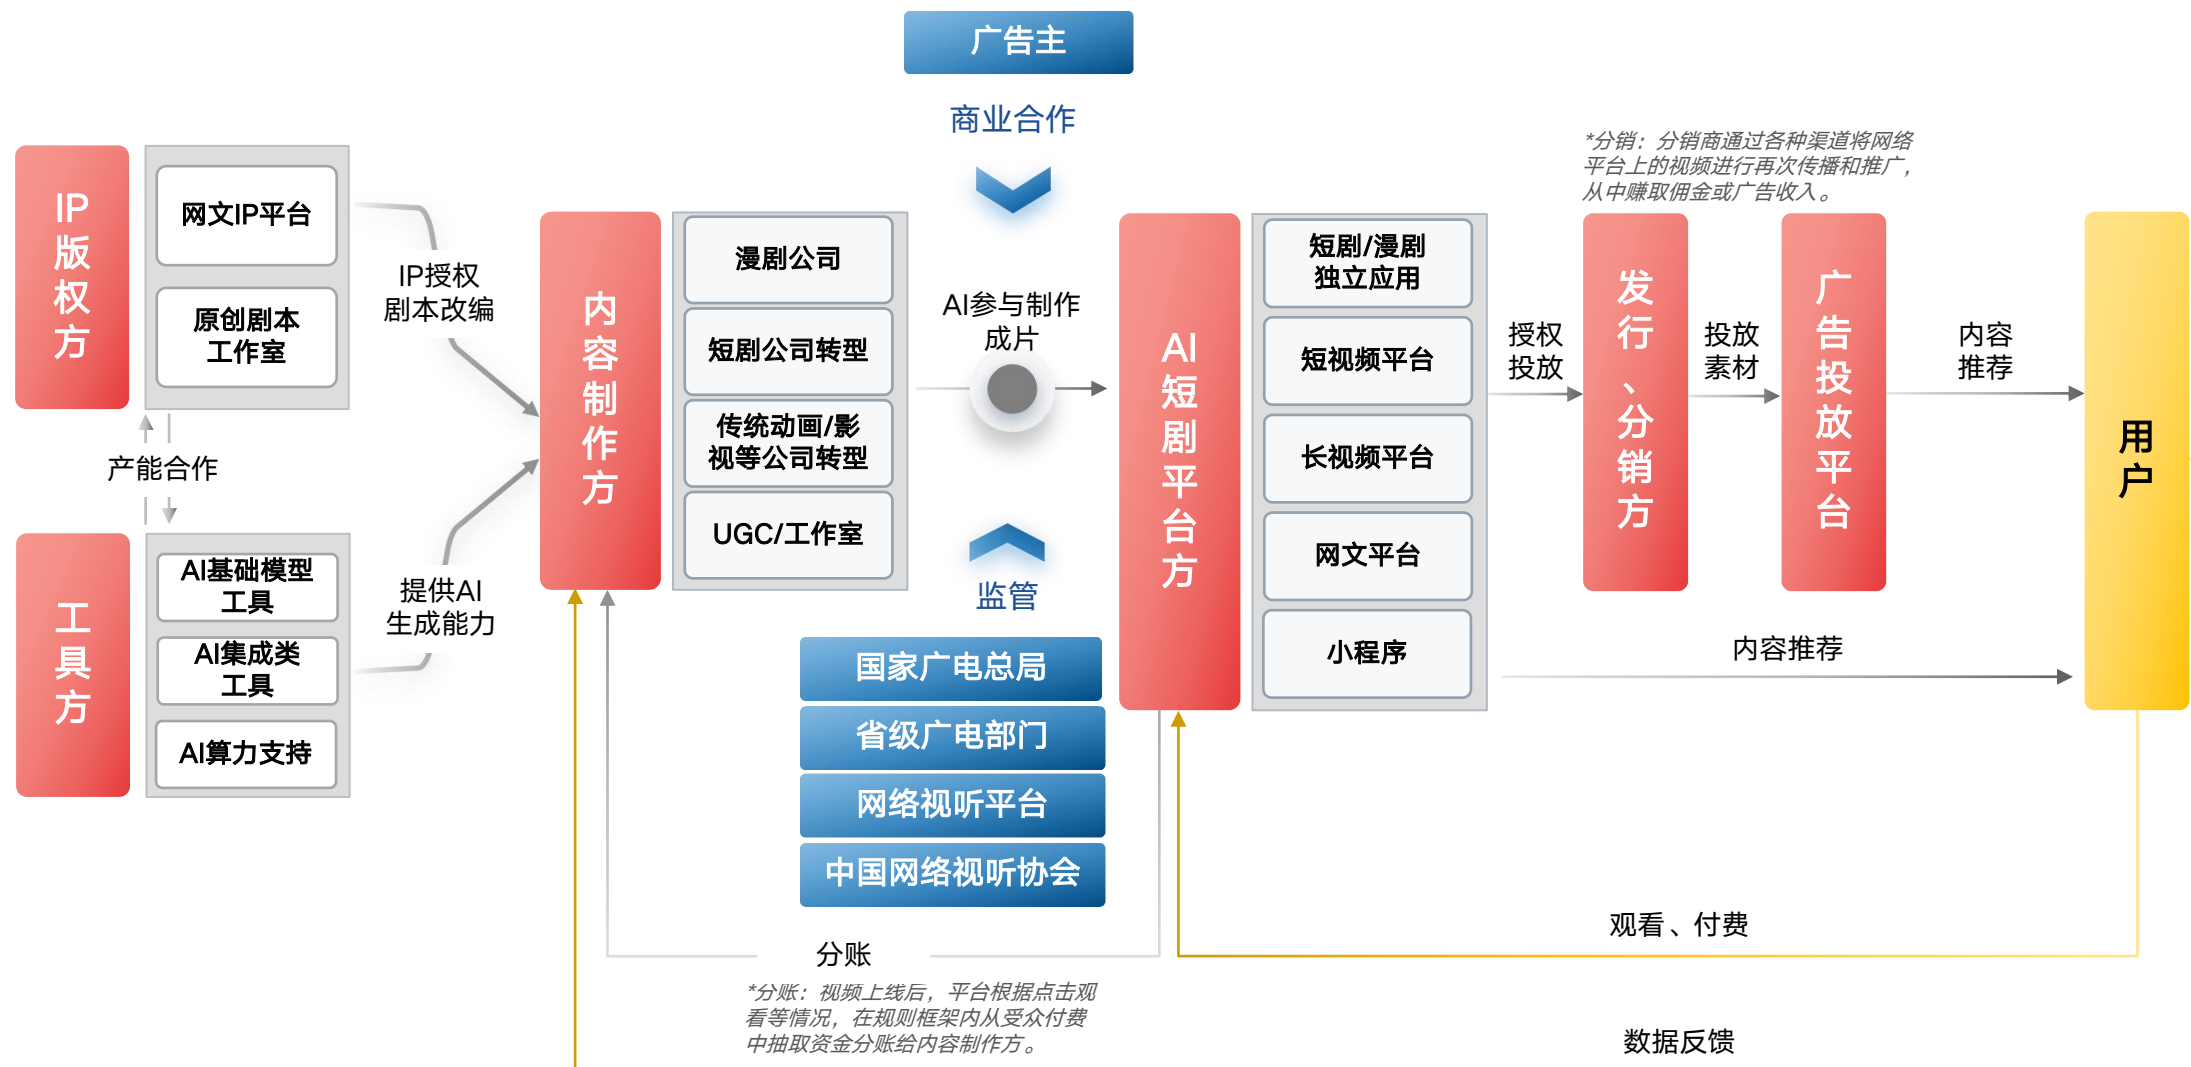 广告主
商业合作
*分销：分销商通过各种渠道将网络
平台上的视频进行再次传播和推广，
从中赚取佣金或广告收入。
IP版权方
网文IP平台
原创剧本
工作室
IP授权
剧本改编
产能合作
工具方
AI基础模型
工具
AI集成类
工具
AI算力支持
提供AI
生成能力
内容制作方
漫剧公司
短剧公司转型
传统动画/影
视等公司转型
UGC/工作室
AI参与制作
成片
监管
国家广电总局
省级广电部门
网络视听平台
中国网络视听协会
AI短剧平台方
短剧/漫剧
独立应用
短视频平台
长视频平台
网文平台
小程序
授权
投放
发行、分销方
投放
素材
广告投放平台
内容
推荐
内容推荐
用户
观看、付费
分账
*分账：视频上线后，平台根据点击观
看等情况，在规则框架内从受众付费
中抽取资金分账给内容制作方。
数据反馈